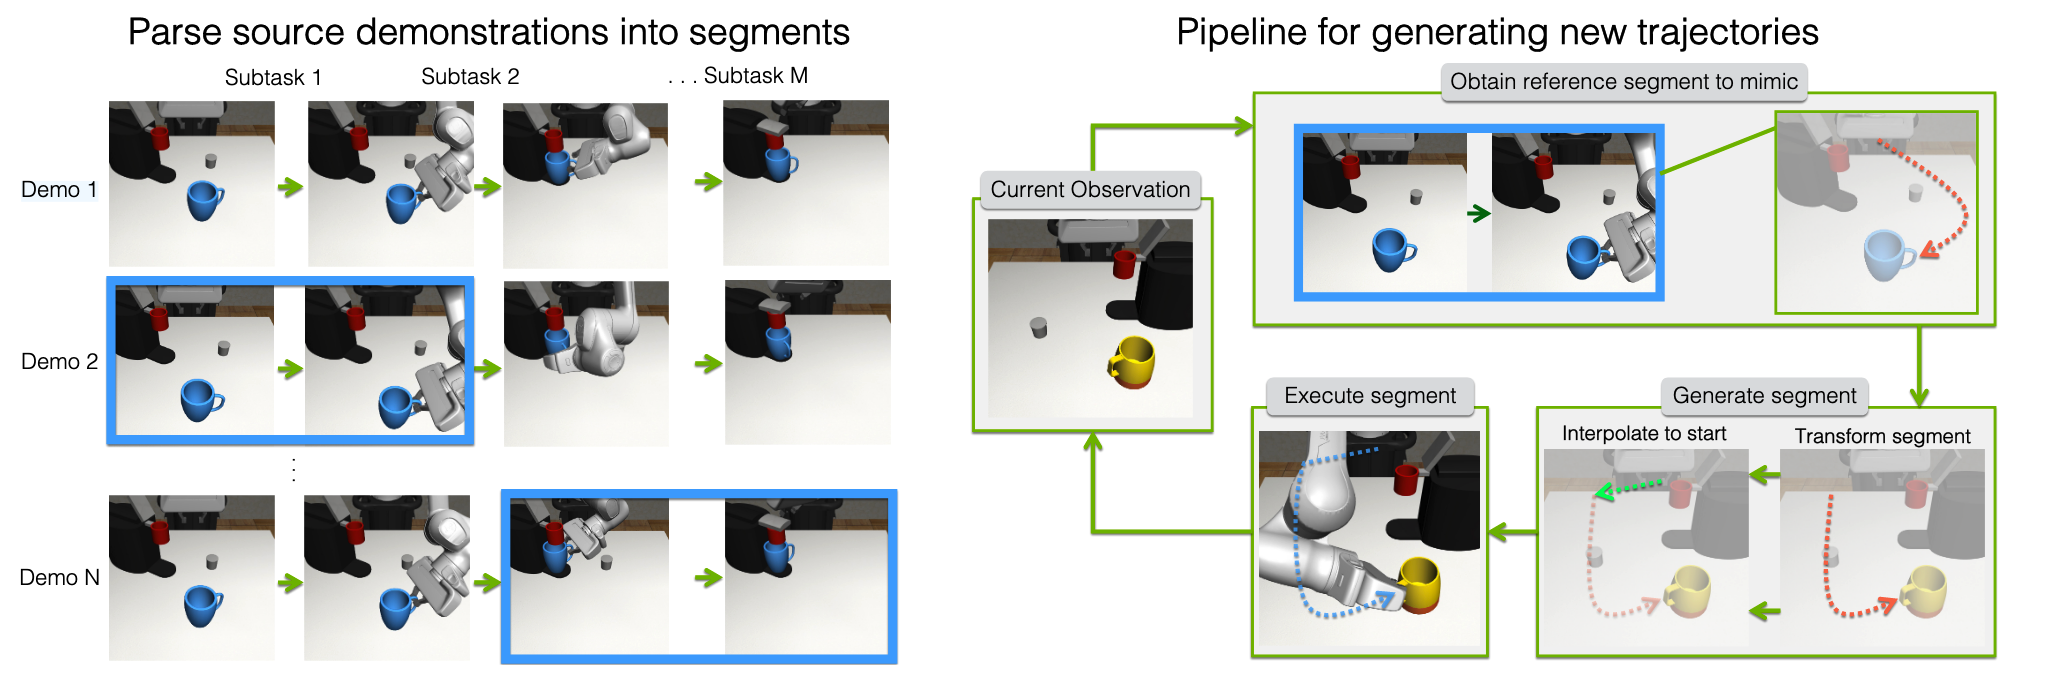 Parse source demonstrations into segments
Subtask 1
Subtask 2
. . . Subtask M
Demo 1
Demo 2
Demo N
Pipeline for generating new trajectories
Obtain reference segment to mimic
Current Observation
Execute segment
Generate segment
Interpolate to start
Transform segment